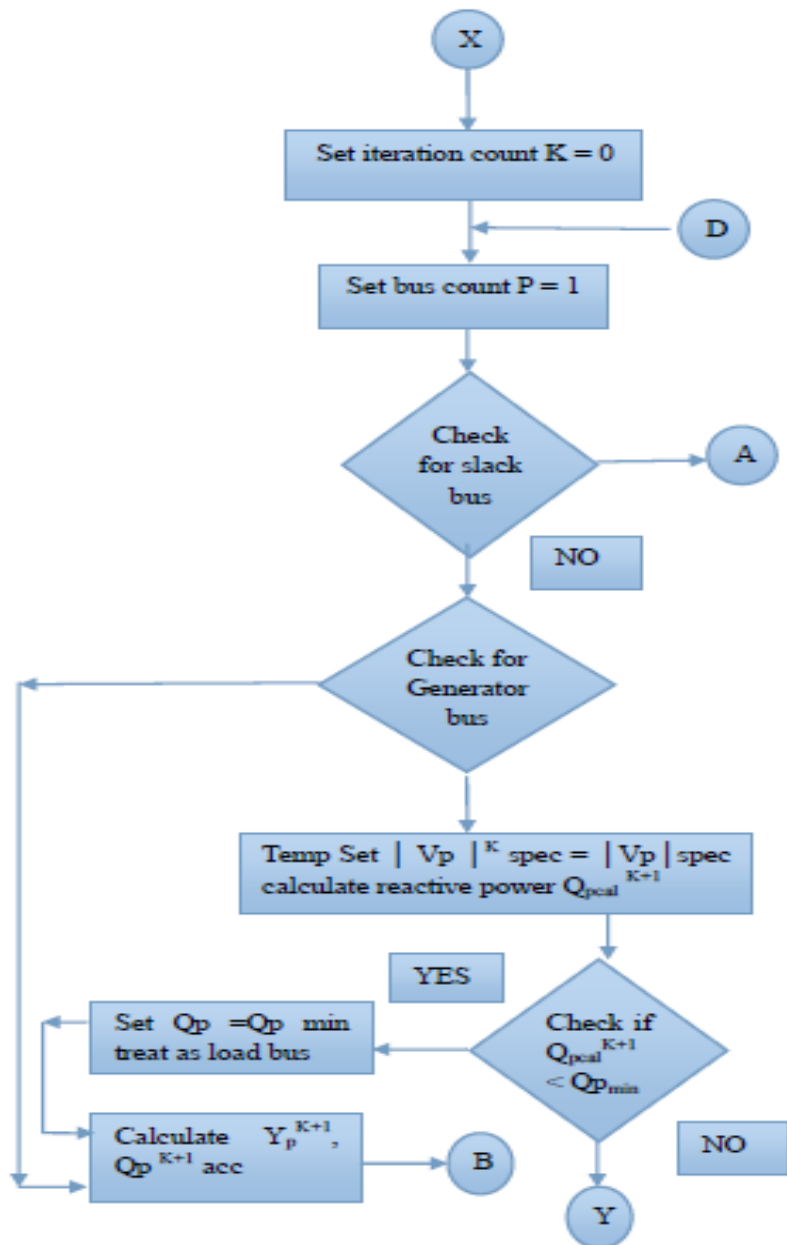 X
Set iteration count K = 0
D
Set bus count P = 1
Check
for slack
bus
A
NO
Check for
Generator
bus
Temp Set | Vp |ᴷ spec = |Vp| spec
calculate reactive power Qₚcal ᴷ⁺¹
YES
Set Qp =Qp min
treat as load bus
Check if
Qₚcalᴷ⁺¹
< Qpmin
Calculate Yₚᴷ⁺¹,
Qp ᴷ⁺¹ acc
B
NO
Y